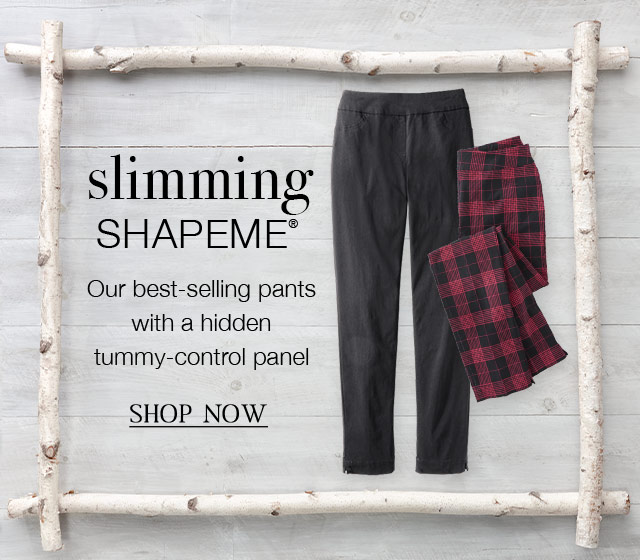 slimming
SHAPEME®
Our best-selling pants
with a hidden
tummy-control panel
SHOP NOW